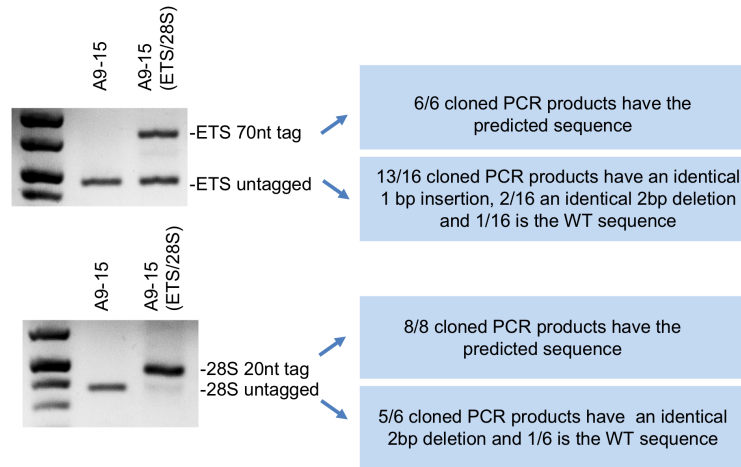 A9-15
A9-15
(ETS/28S)
-ETS 70nt tag
-ETS untagged
6/6 cloned PCR products have the
predicted sequence
13/16 cloned PCR products have an identical
1 bp insertion, 2/16 an identical 2bp deletion
and 1/16 is the WT sequence
A9-15
A9-15
(ETS/28S)
-28S 20nt tag
-28S untagged
8/8 cloned PCR products have the
predicted sequence
5/6 cloned PCR products have an identical
2bp deletion and 1/6 is the WT sequence